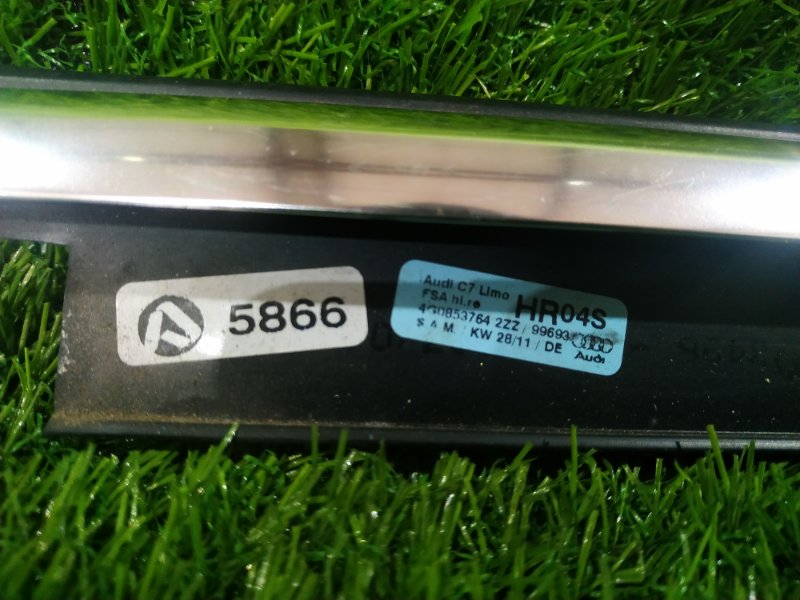 5866
Audi C7 Limo
FSA hi.re HR04S
4G0853764 2ZZ / 99693
S A M / KW 28/11 / DE
Audi